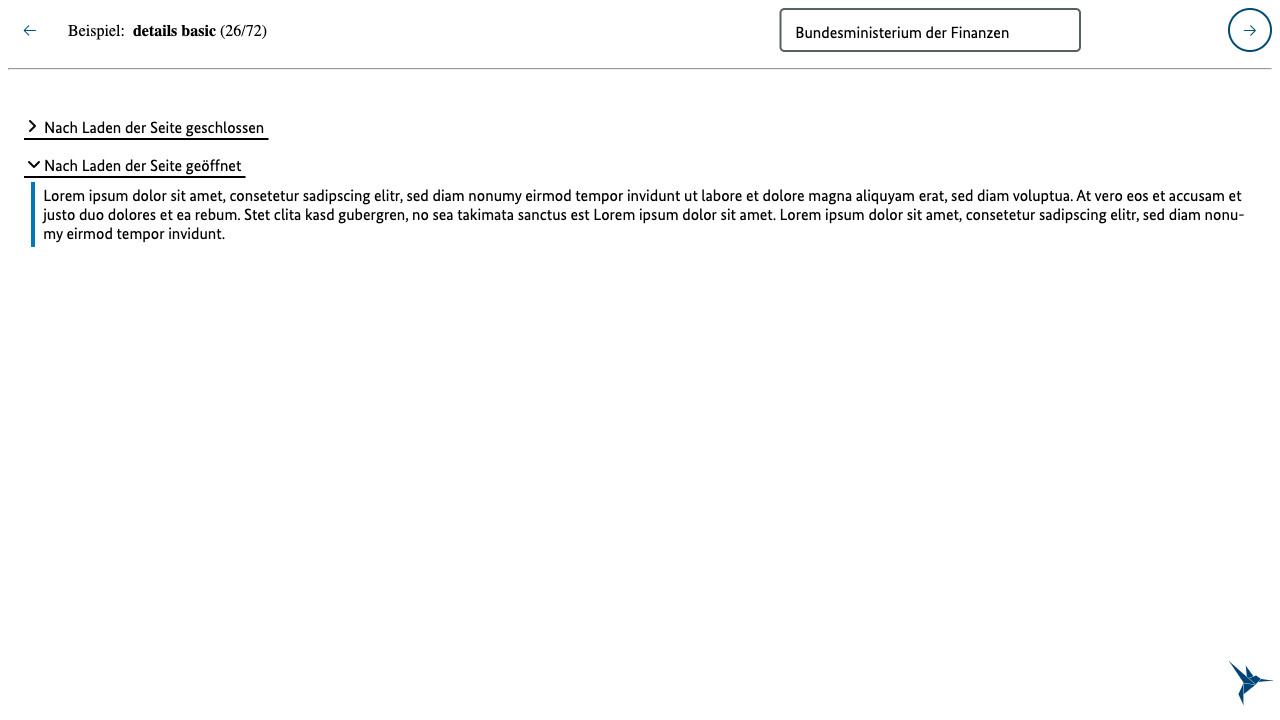 Beispiel: details basic (26/72)
Bundesministerium der Finanzen
Nach Laden der Seite geschlossen
Nach Laden der Seite geöffnet
Lorem ipsum dolor sit amet, consetetur sadipscing elitr, sed diam nonumy eirmod tempor invidunt ut labore et dolore magna aliquyam erat, sed diam voluptua. At vero eos et accusam et
justo duo dolores et ea rebum. Stet clita kasd gubergren, no sea takimata sanctus est Lorem ipsum dolor sit amet. Lorem ipsum dolor sit amet, consetetur sadipscing elitr, sed diam nonu-
my eirmod tempor invidunt.